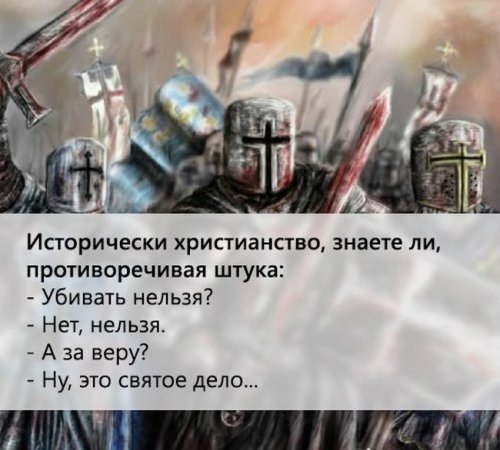 Исторически христианство, знаете ли,
противоречивая штука:
- Убивать нельзя?
- Нет, нельзя.
- А за веру?
- Ну, это святое дело...